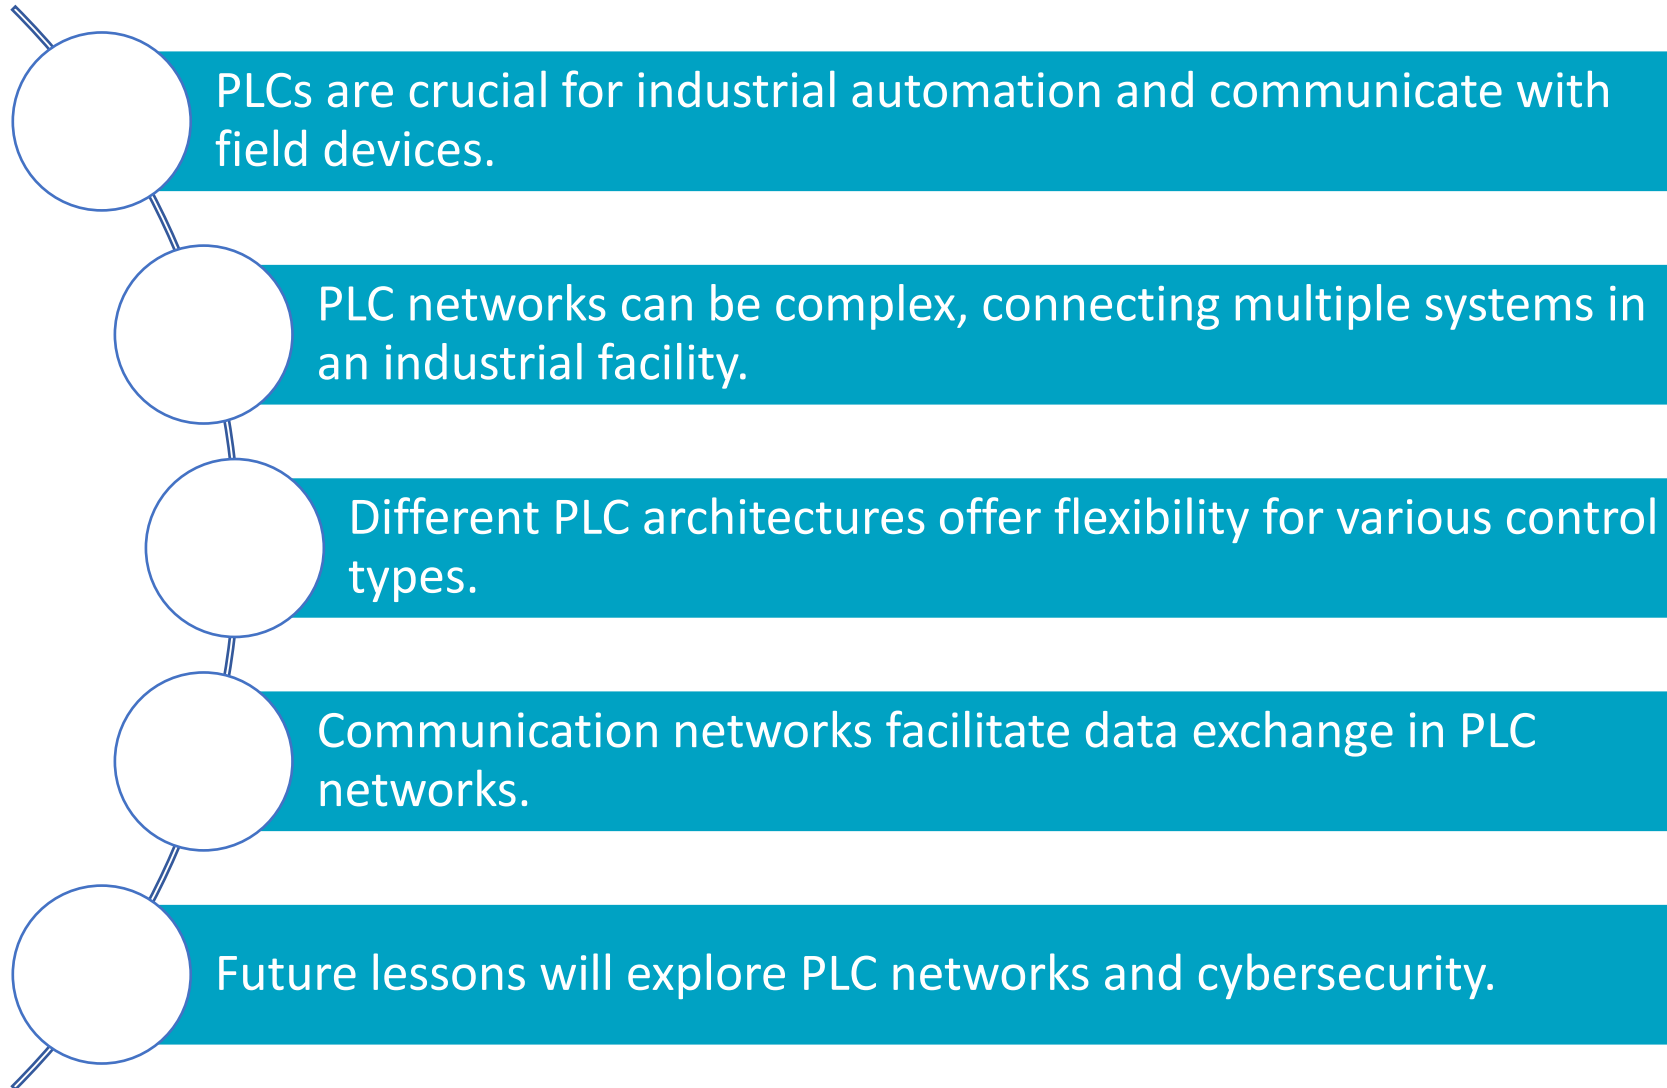 PLCs are crucial for industrial automation and communicate with
field devices.
PLC networks can be complex, connecting multiple systems in
an industrial facility.
Different PLC architectures offer flexibility for various control
types.
Communication networks facilitate data exchange in PLC
networks.
Future lessons will explore PLC networks and cybersecurity.